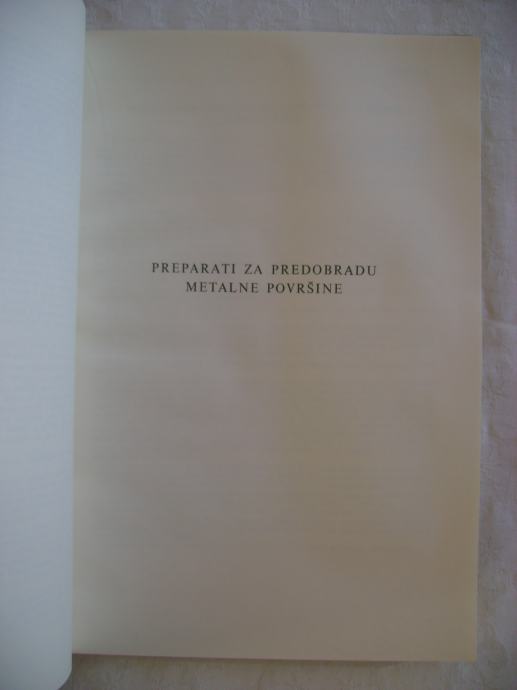 PREPARATI ZA PREDOBRADU
METALNE POVRŠINE